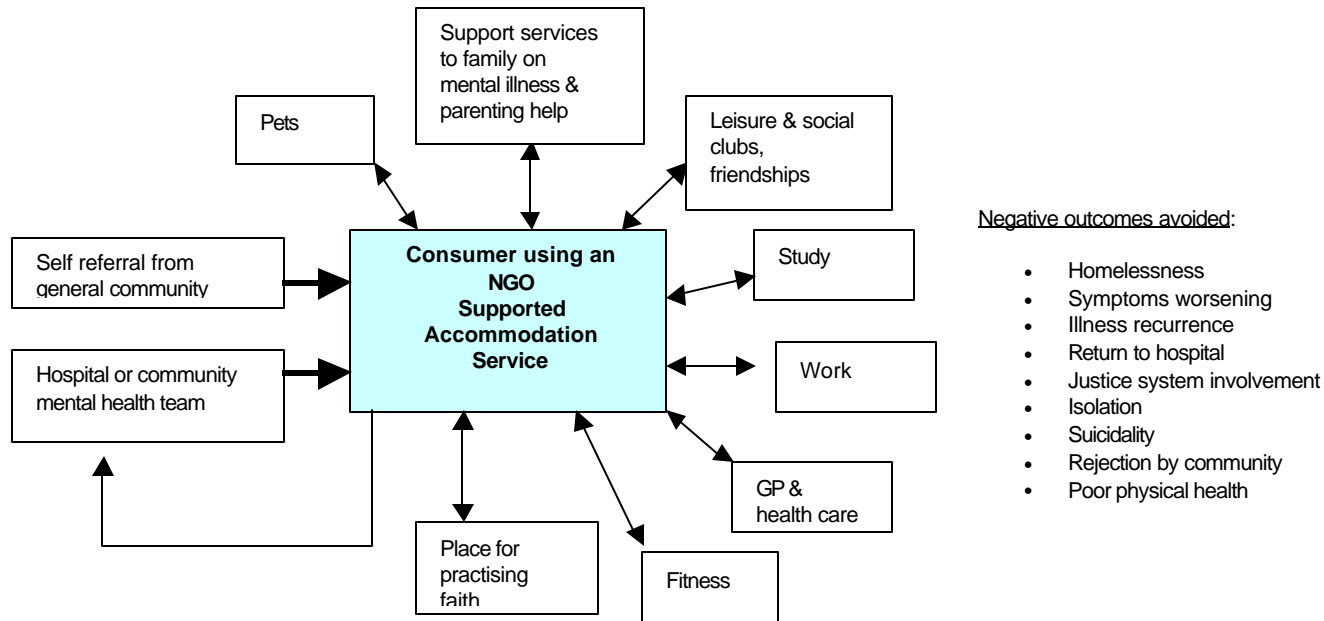 Support services
to family on
mental illness &
parenting help
Pets
Leisure & social
clubs,
friendships
Self referral from
general community
Consumer using an
NGO
Supported
Accommodation
Service
Study
Hospital or community
mental health team
Work
GP &
health care
Place for
practising
faith
Fitness
Negative outcomes avoided:
• Homelessness
• Symptoms worsening
• Illness recurrence
• Return to hospital
• Justice system involvement
• Isolation
• Suicidality
• Rejection by community
• Poor physical health